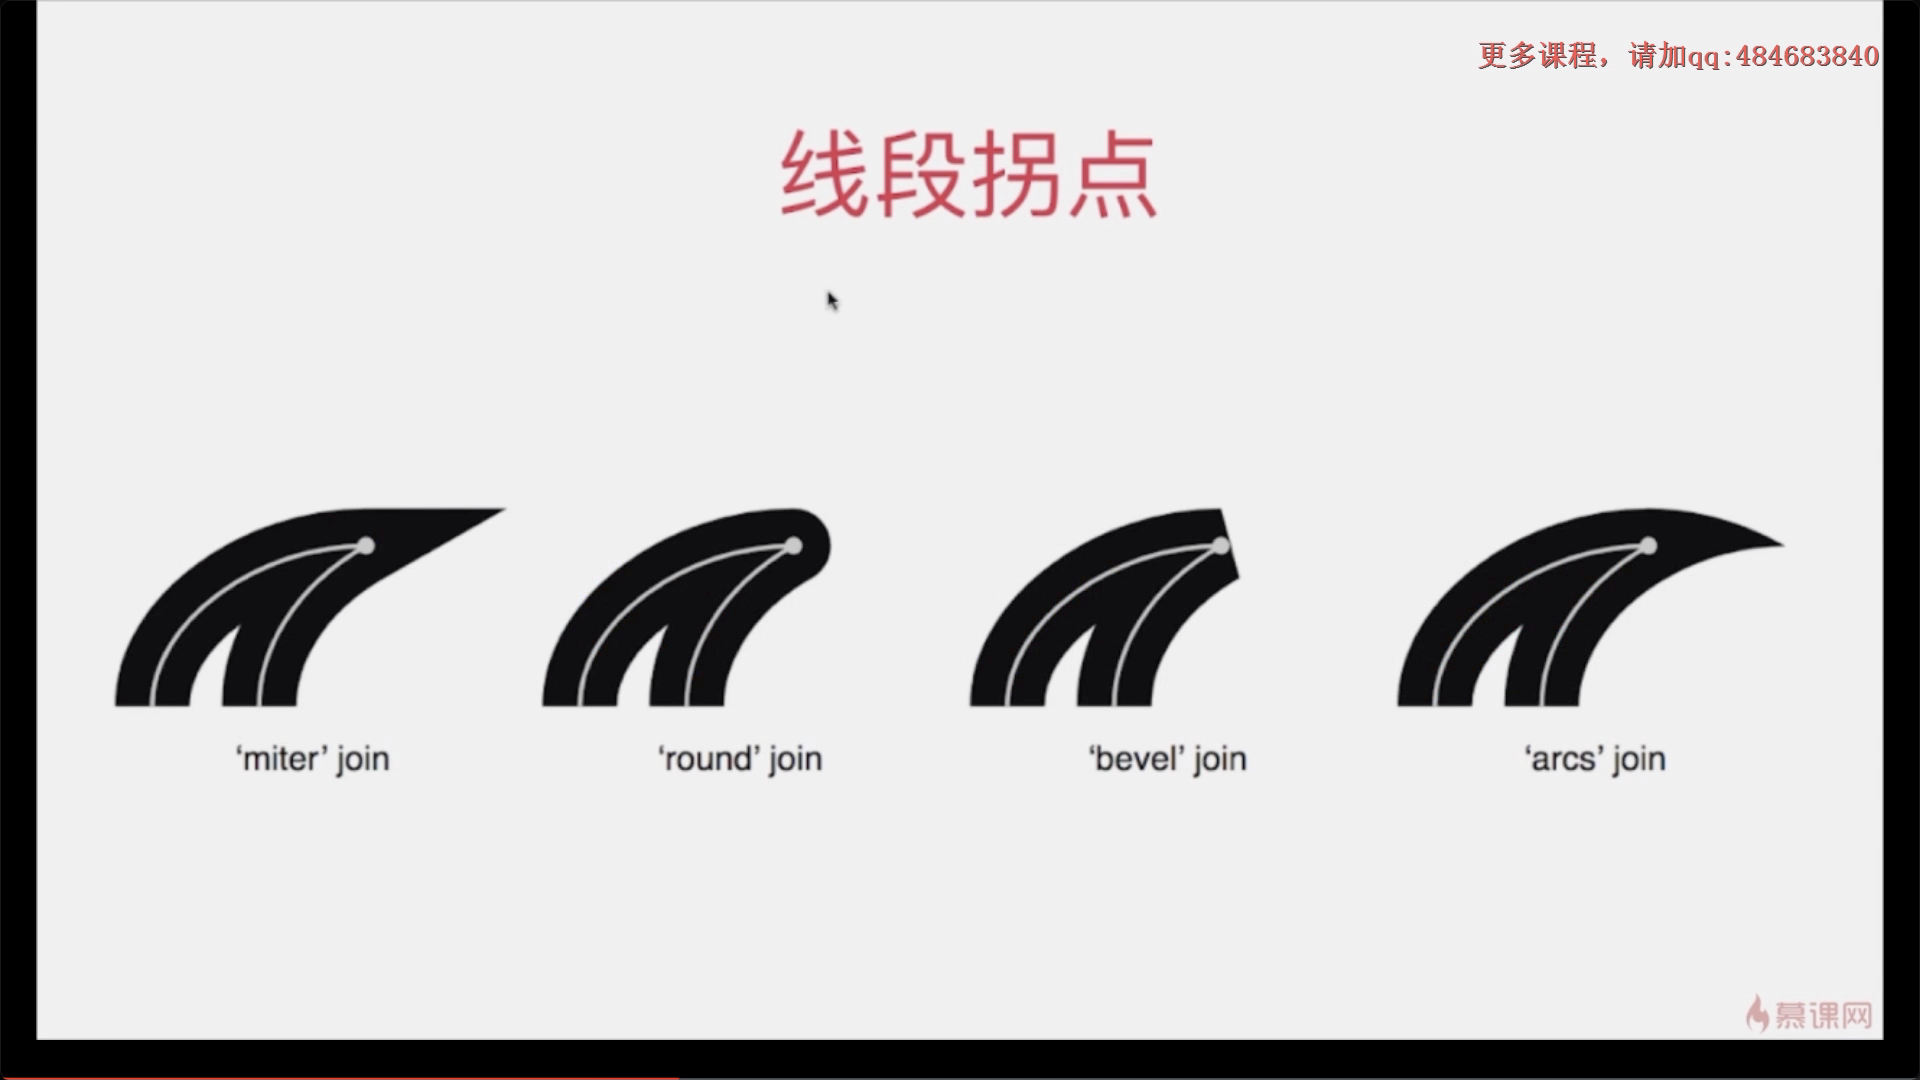 更多课程，请加qq:484683840
线段拐点
‘miter’ join
‘round’ join
‘bevel’ join
‘arcs’ join
慕课网